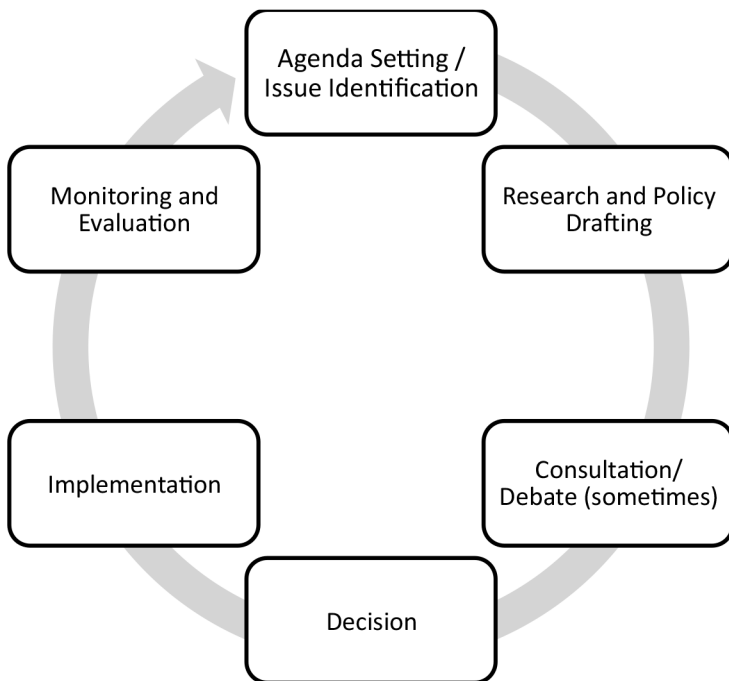 Agenda Setting /
Issue Identification
Research and Policy
Drafting
Consultation/
Debate (sometimes)
Decision
Implementation
Monitoring and
Evaluation